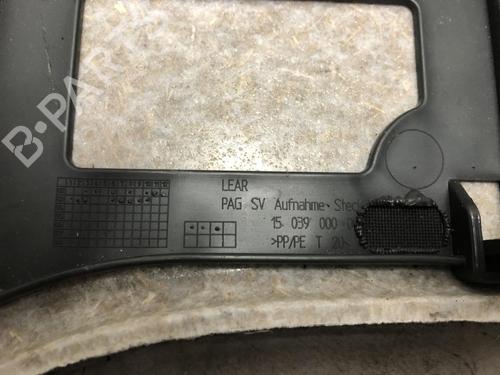 B-PARTS
LEAR
PAG SV Aufnahme-Steck
15 039 000
>PP/PE T 20<